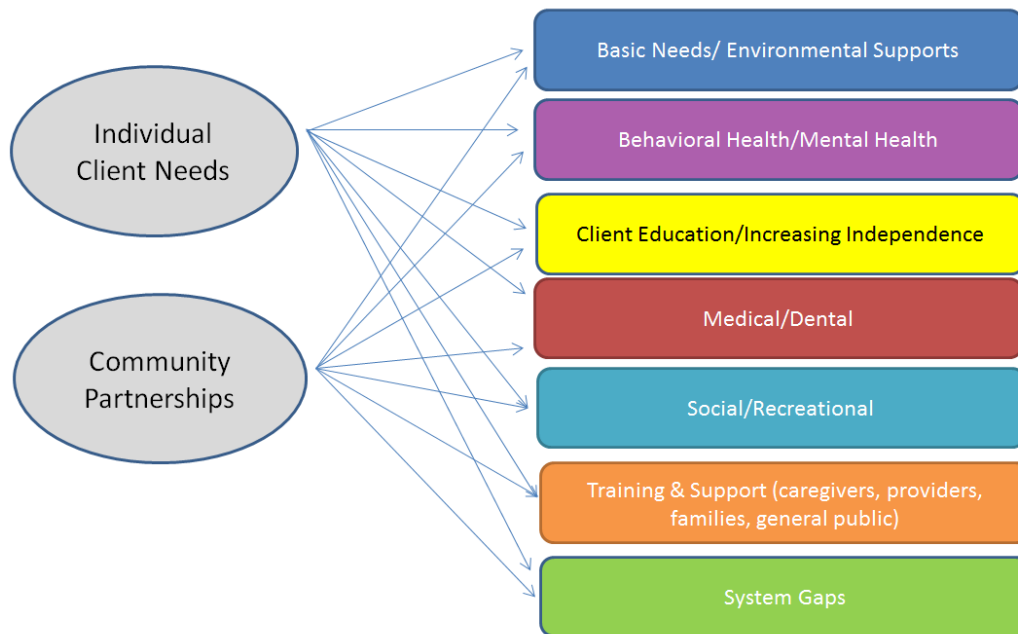 Individual
Client Needs
Community
Partnerships
Basic Needs/ Environmental Supports
Behavioral Health/Mental Health
Client Education/Increasing Independence
Medical/Dental
Social/Recreational
Training & Support (caregivers, providers,
families, general public)
System Gaps